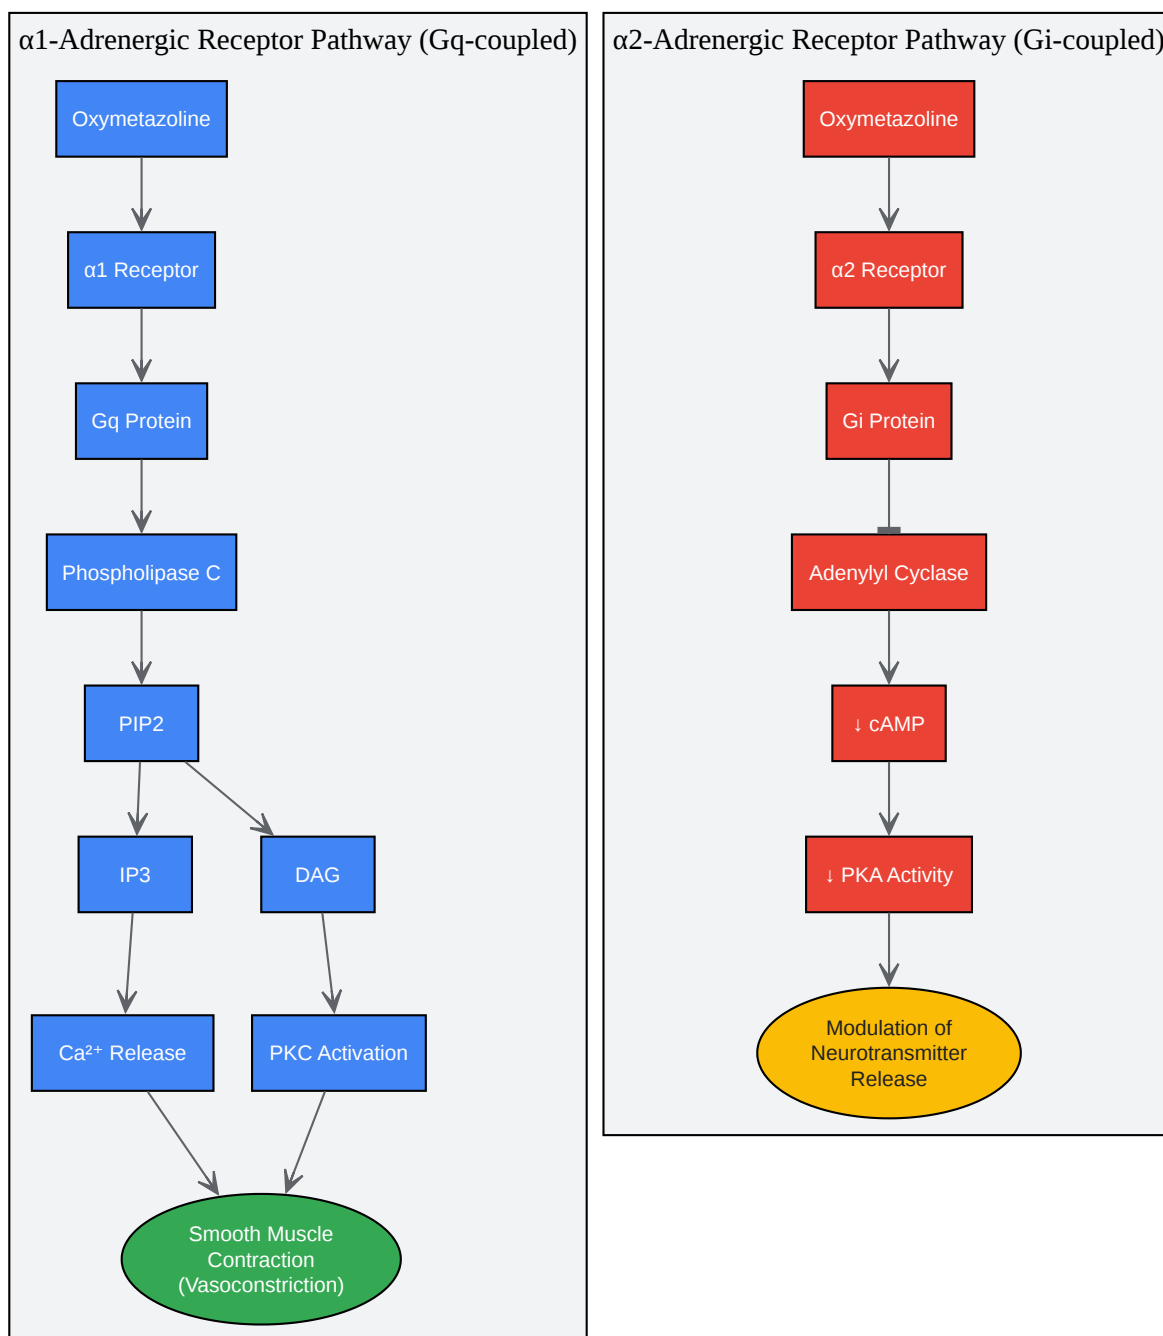 α1-Adrenergic Receptor Pathway (Gq-coupled)
Oxymetazoline
α1 Receptor
Gq Protein
Phospholipase C
PIP2
IP3
DAG
Ca²⁺ Release
PKC Activation
Smooth Muscle
Contraction
(Vasoconstriction)
α2-Adrenergic Receptor Pathway (Gi-coupled)
Oxymetazoline
α2 Receptor
Gi Protein
Adenylyl Cyclase
↓ cAMP
↓ PKA Activity
Modulation of
Neurotransmitter
Release